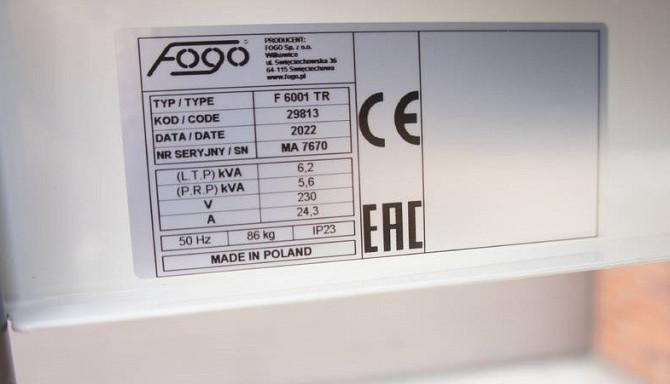 FOGO
PRODUCENT:
FOGO Sp. z o.o.
Wilkowice
ul. Święciechowska 36
64-115 Święciechowa
www.fogo.pl
TYP / TYPE F 6001 TR
KOD / CODE 29813
DATA / DATE 2022
NR SERYJNY / SN MA 7670
(L.T.P) kVA 6,2
(P.R.P) kVA 5,6
V 230
A 24,3
50 Hz 86 kg IP23
MADE IN POLAND
CE
EAC